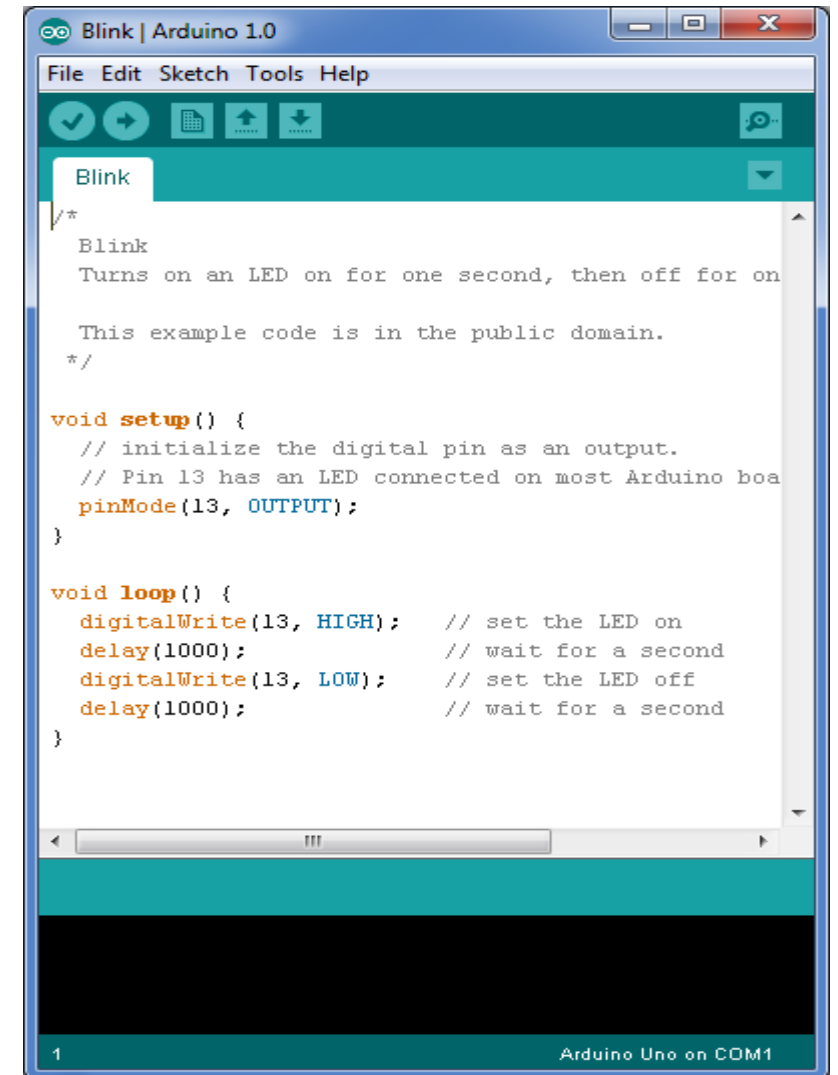 Blink | Arduino 1.0
File Edit Sketch Tools Help
Blink
/*
  Blink
  Turns on an LED on for one second, then off for on

  This example code is in the public domain.
 */

void setup() {
  // initialize the digital pin as an output.
  // Pin 13 has an LED connected on most Arduino boa
  pinMode(13, OUTPUT);
}

void loop() {
  digitalWrite(13, HIGH);   // set the LED on
  delay(1000);              // wait for a second
  digitalWrite(13, LOW);    // set the LED off
  delay(1000);              // wait for a second
}
1 Arduino Uno on COM1